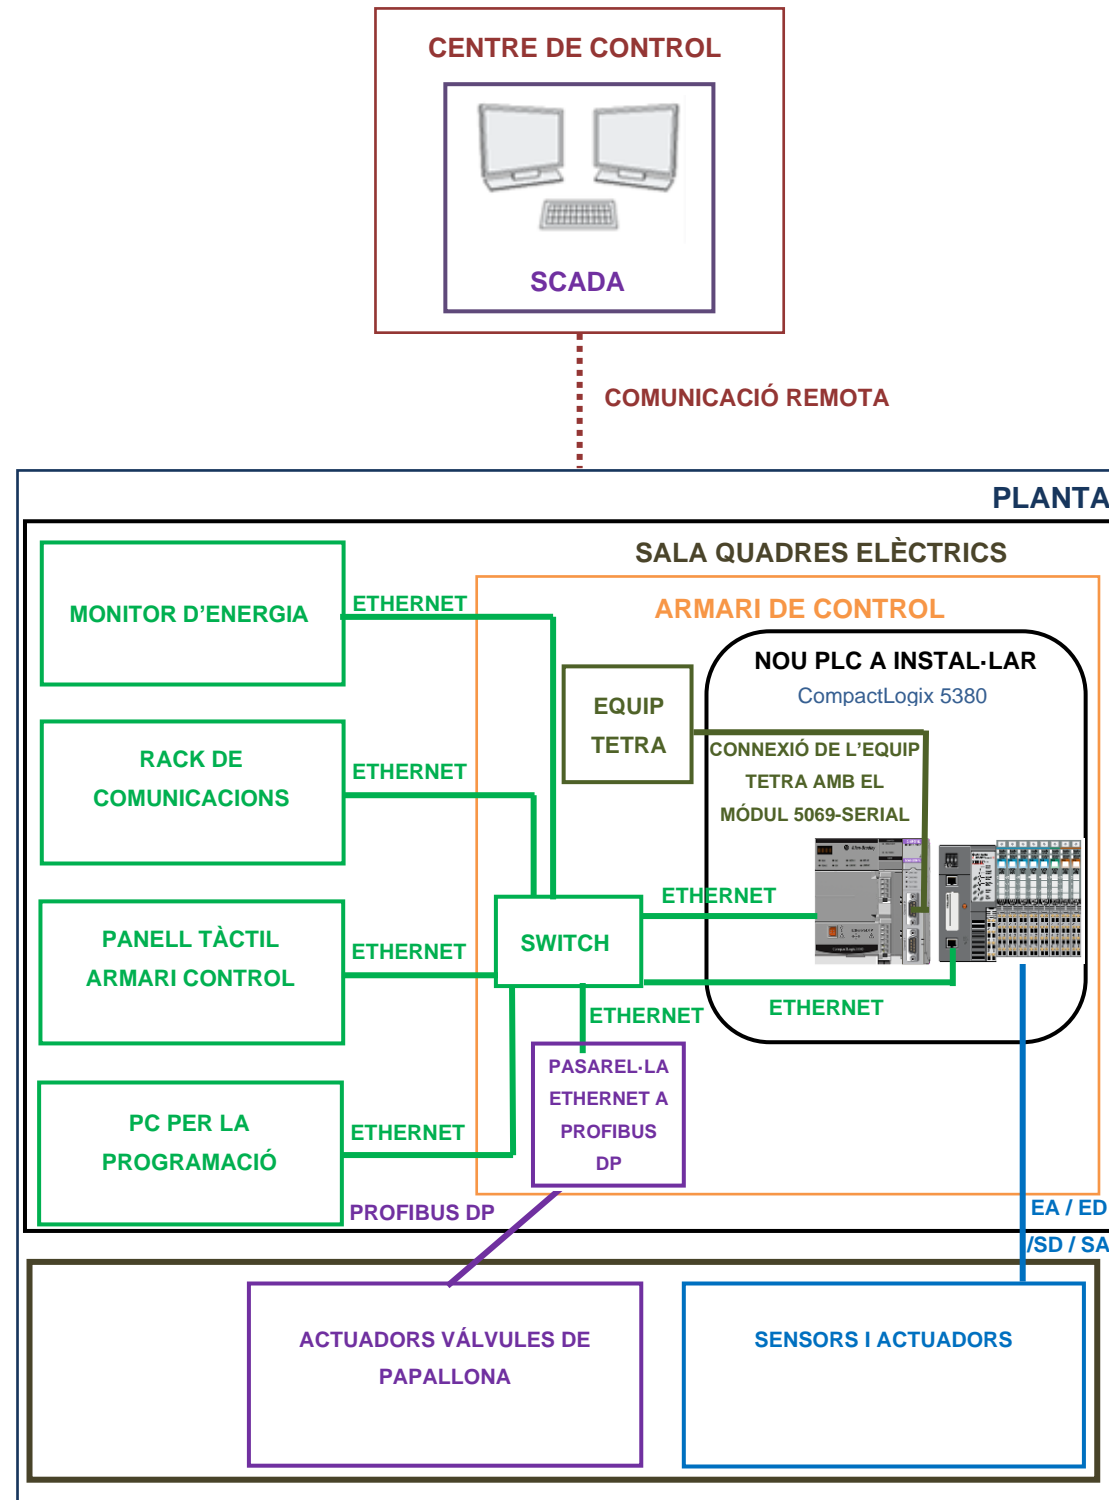 CENTRE DE CONTROL
SCADA
COMUNICACIÓ REMOTA
PLANTA
SALA QUADRES ELÈCTRICS
MONITOR D'ENERGIA
ETHERNET
ARMARI DE CONTROL
NOU PLC A INSTAL·LAR
CompactLogix 5380
EQUIP
TETRA
CONNEXIÓ DE L'EQUIP
TETRA AMB EL
MÓDUL 5069-SERIAL
RACK DE
COMUNICACIONS
ETHERNET
ETHERNET
PANELL TÀCTIL
ARMARI CONTROL
ETHERNET
SWITCH
ETHERNET
ETHERNET
PASAREL·LA
ETHERNET A
PROFIBUS
DP
PC PER LA
PROGRAMACIÓ
ETHERNET
PROFIBUS DP
EA / ED
/SD / SA
ACTUADORS VÁLVULES DE
PAPALLONA
SENSORS I ACTUADORS